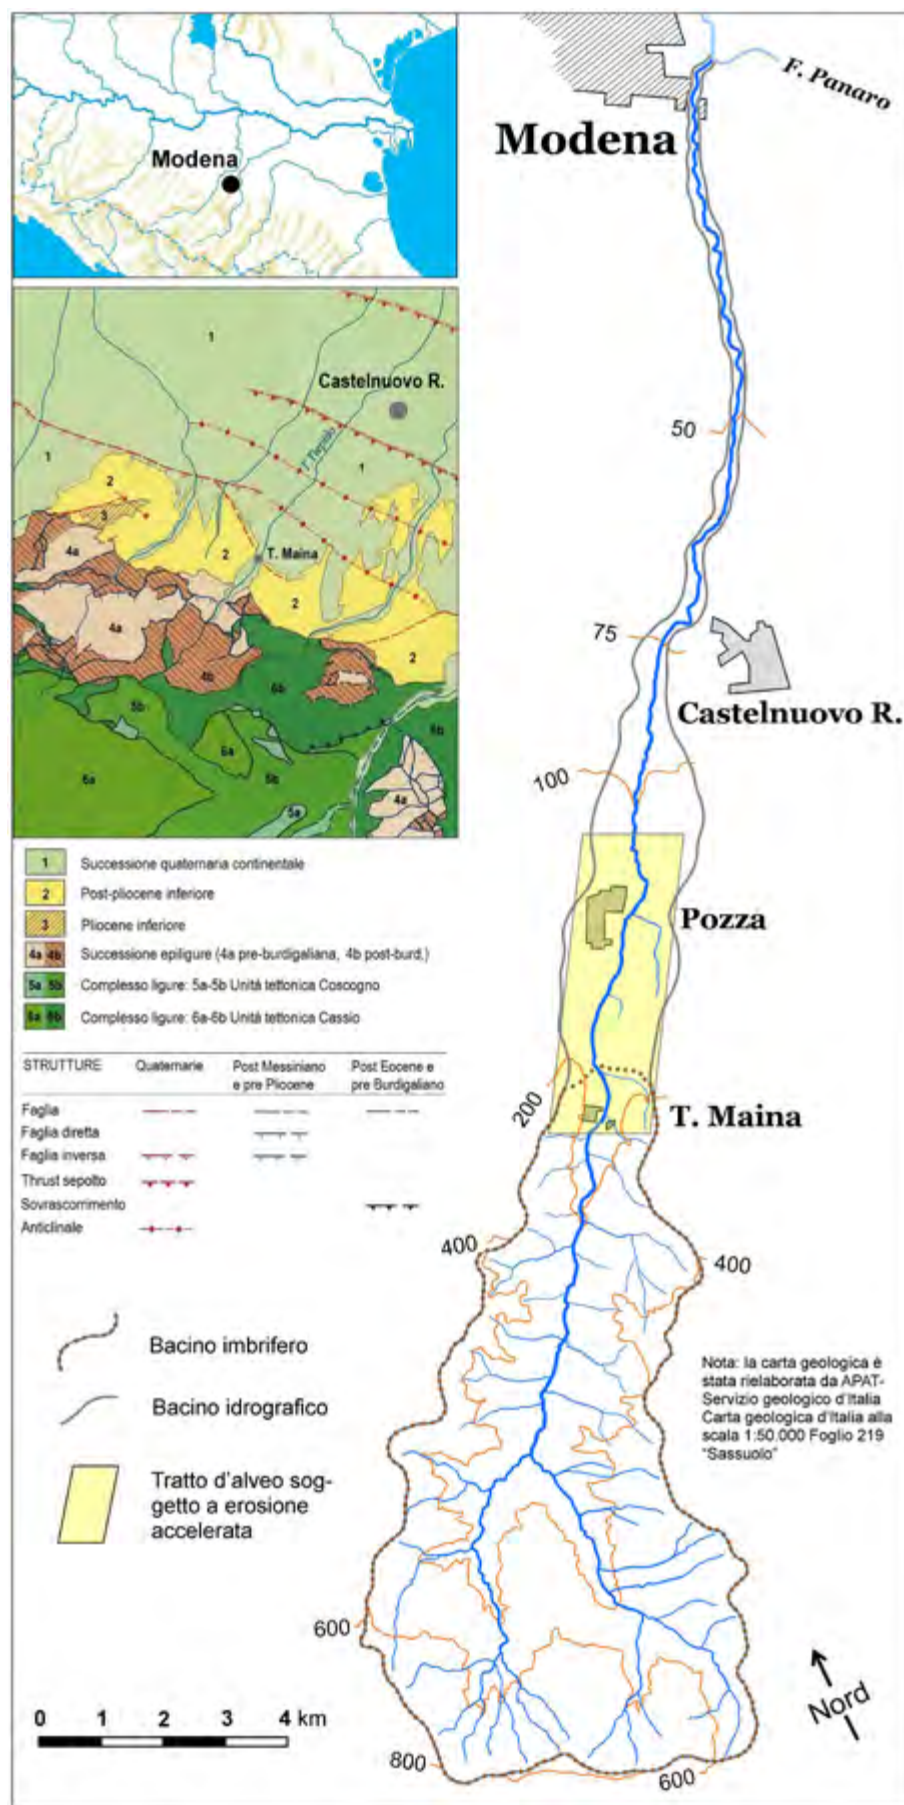 Modena
F. Panaro
Modena
50
75
Castelnuovo R.
100
Pozza
200
T. Maina
400
400
600
800
600
1
Castelnuovo R.
T. Tiepido
1
1
2
3
4a
2
T. Maina
2
4a
2
4b
6b
5b
6a
5b
6b
6a
5a
4a
1 Successione quaternaria continentale
2 Post-pliocene inferiore
3 Pliocene inferiore
4a 4b Successione epiligure (4a pre-burdigaliana, 4b post-burd.)
5a 5b Complesso ligure: 5a-5b Unità tettonica Coscogno
6a 6b Complesso ligure: 6a-6b Unità tettonica Cassio
STRUTTURE Quaternarie Post Messiniano Post Eocene e
e pre Pliocene pre Burdigaliano
Faglia
Faglia diretta
Faglia inversa
Thrust sepolto
Sovrascorrimento
Anticlinale
Bacino imbrifero
Bacino idrografico
Tratto d'alveo sog-
getto a erosione
accelerata
Nota: la carta geologica è
stata rielaborata da APAT-
Servizio geologico d'Italia
Carta geologica d'Italia alla
scala 1:50.000 Foglio 219
"Sassuolo"
0 1 2 3 4 km
Nord